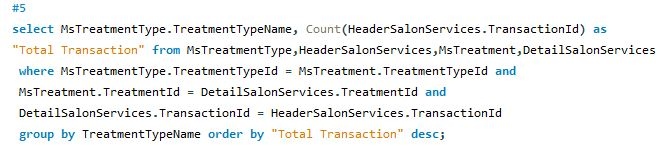 #5
select MsTreatmentType.TreatmentTypeName, Count(HeaderSalonServices.TransactionId) as
"Total Transaction" from MsTreatmentType,HeaderSalonServices,MsTreatment,DetailSalonServices
where MsTreatmentType.TreatmentTypeId = MsTreatment.TreatmentTypeId and
MsTreatment.TreatmentId = DetailSalonServices.TreatmentId and
DetailSalonServices.TransactionId = HeaderSalonServices.TransactionId
group by TreatmentTypeName order by "Total Transaction" desc;